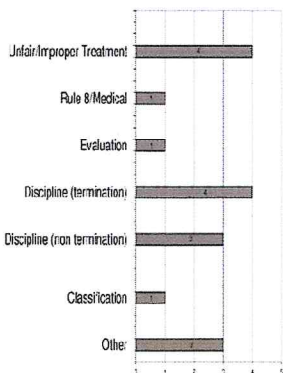 Unfair/Improper Treatment
4
Rule 8/Medical
1
Evaluation
1
Discipline (termination)
4
Discipline (non termination)
3
Classification
1
Other
3
0 1 2 3 4 5